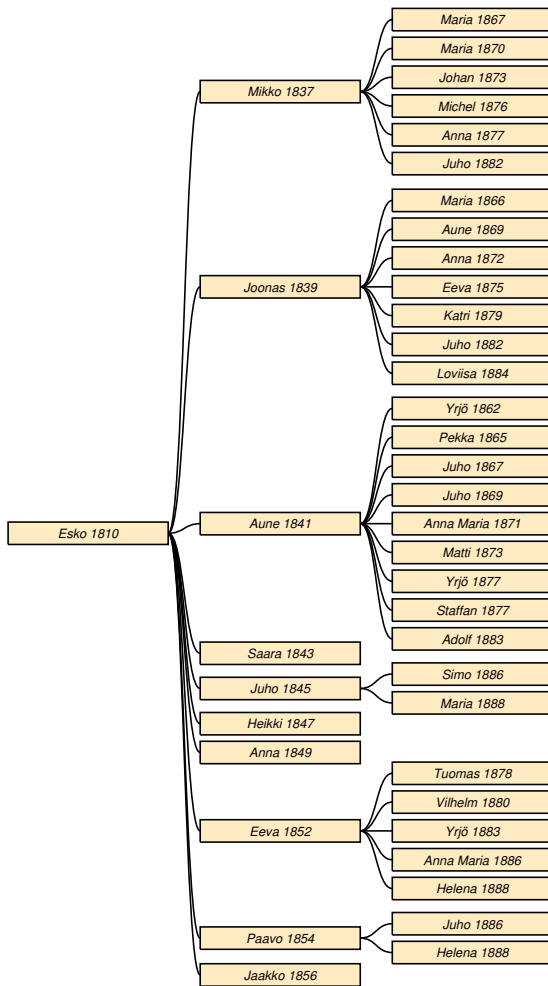 Esko 1810
Mikko 1837
Maria 1867
Maria 1870
Johan 1873
Michel 1876
Anna 1877
Juho 1882
Joonas 1839
Maria 1866
Aune 1869
Anna 1872
Eeva 1875
Katri 1879
Juho 1882
Loviisa 1884
Aune 1841
Yrjö 1862
Pekka 1865
Juho 1867
Juho 1869
Anna Maria 1871
Matti 1873
Yrjö 1877
Staffan 1877
Adolf 1883
Saara 1843
Juho 1845
Simo 1886
Maria 1888
Heikki 1847
Anna 1849
Eeva 1852
Tuomas 1878
Vilhelm 1880
Yrjö 1883
Anna Maria 1886
Helena 1888
Paavo 1854
Juho 1886
Helena 1888
Jaakko 1856